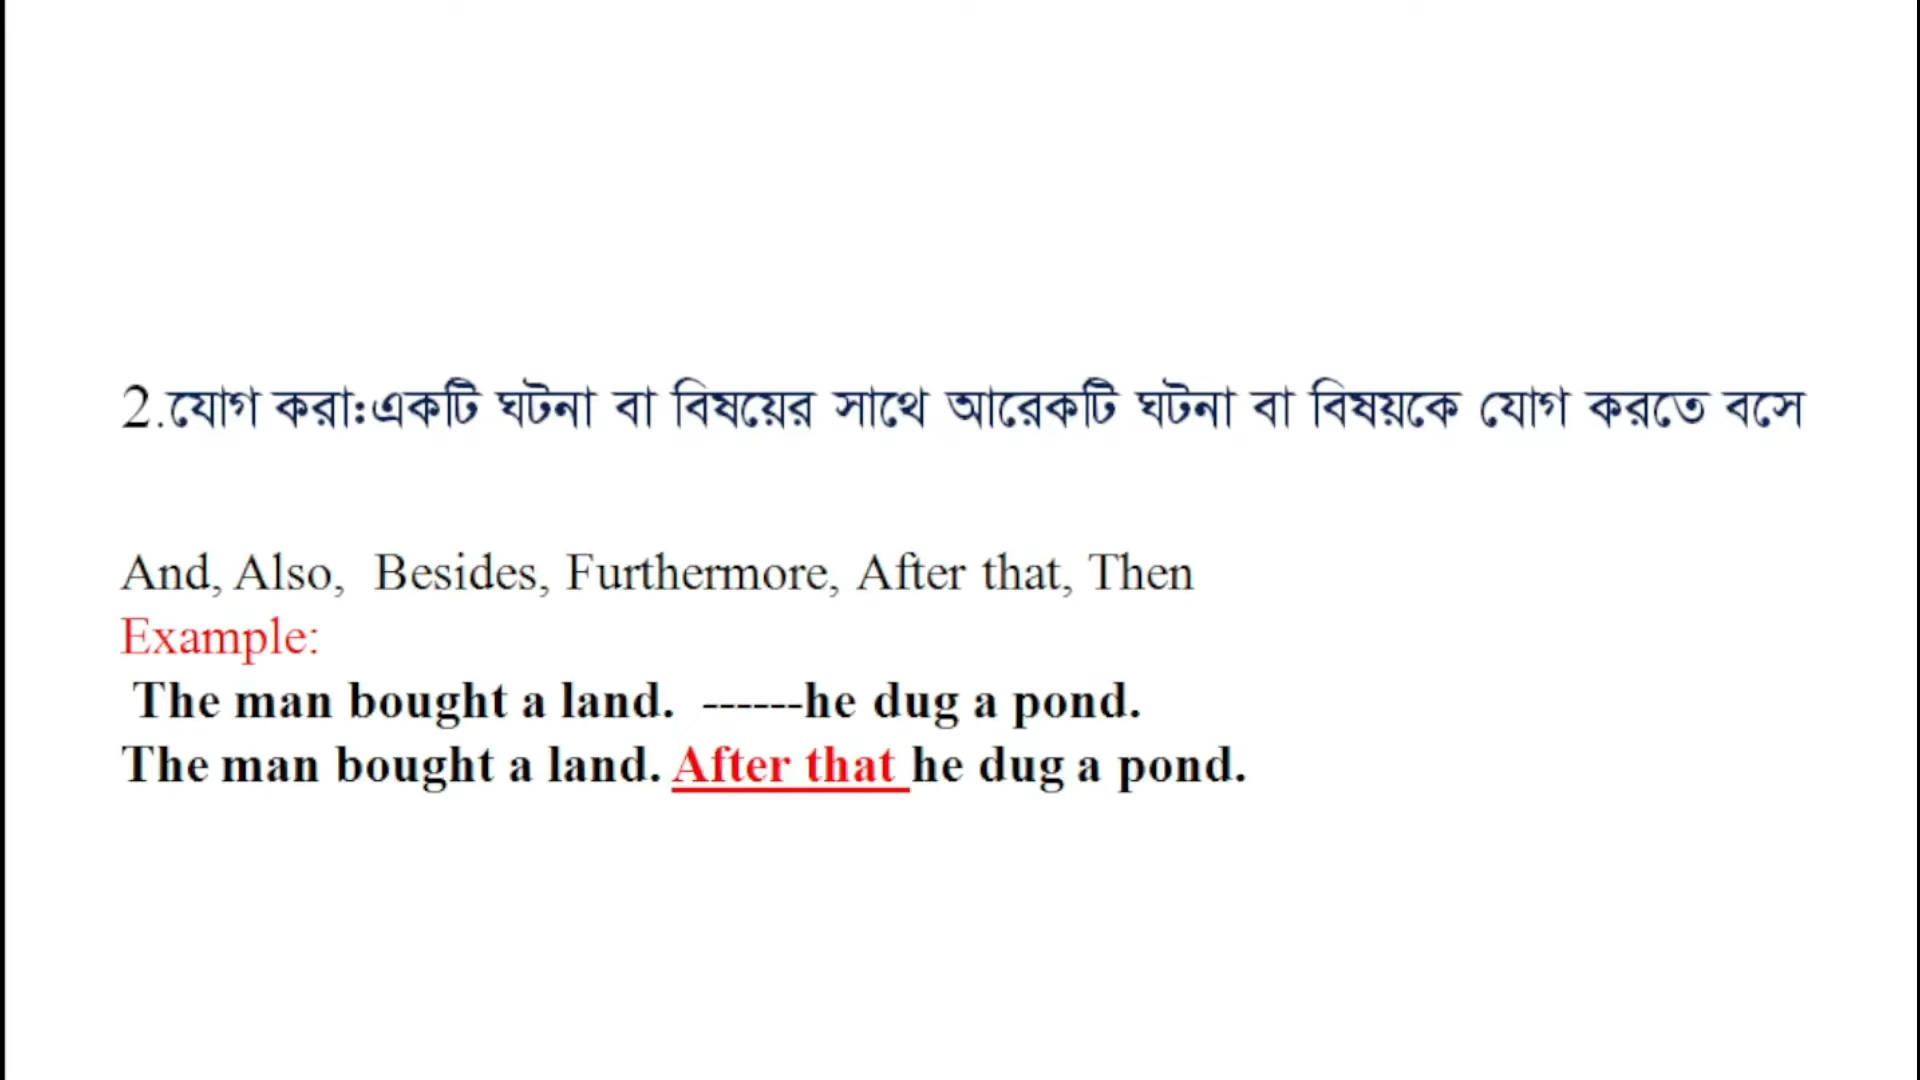 2.যোগ করা:একটি ঘটনা বা বিষয়ের সাথে আরেকটি ঘটনা বা বিষয়কে যোগ করতে বসে
And, Also, Besides, Furthermore, After that, Then
Example:
The man bought a land. ------he dug a pond.
The man bought a land. After that he dug a pond.